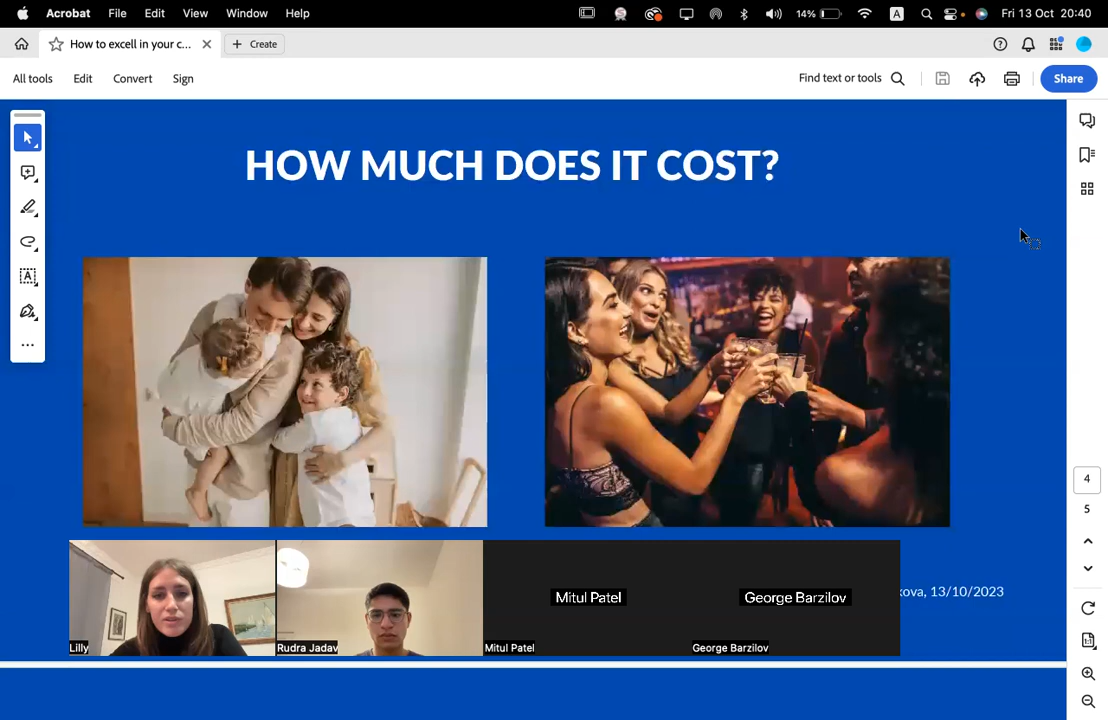 Acrobat File Edit View Window Help 14% A Fri 13 Oct 20:40
How to excell in your c... Create
All tools Edit Convert Sign Find text or tools Share
HOW MUCH DOES IT COST?
4
5
Mitul Patel George Barzilov
kova, 13/10/2023
Lilly Rudra Jadav Mitul Patel George Barzilov